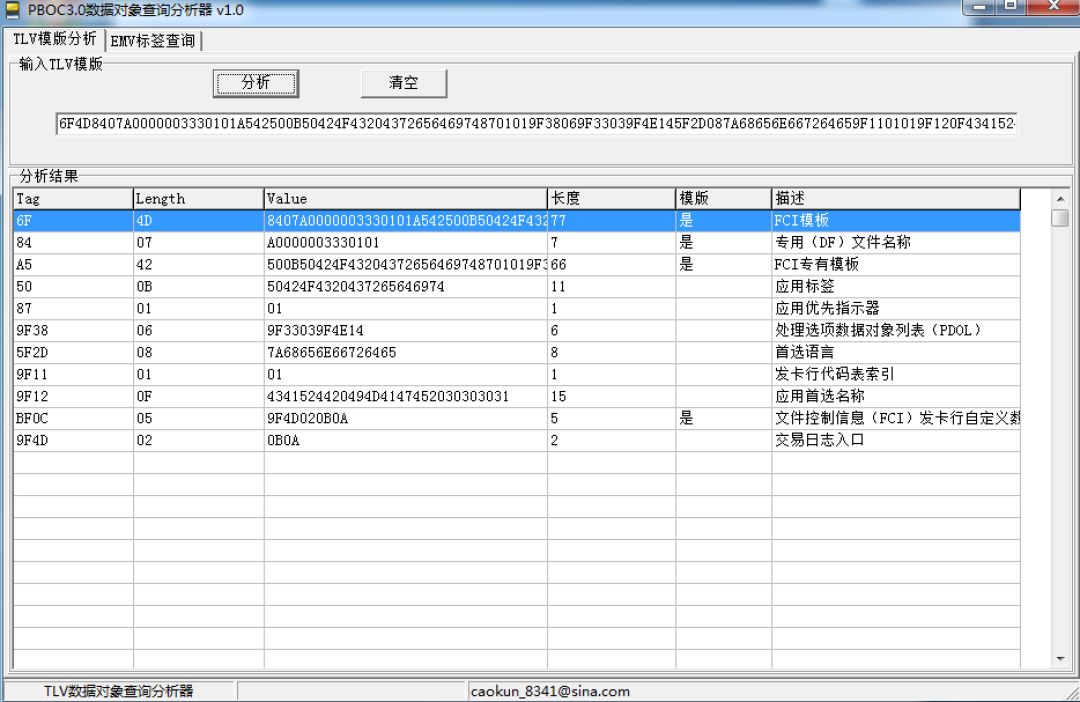 PBOC3.0数据对象查询分析器 v1.0
TLV模版分析 EMV标签查询
输入TLV模版
分析 清空
6F4D8407A0000003330101A542500B50424F43204372656469748701019F38069F33039F4E145F2D087A68656E667264659F1101019F120F434152
分析结果
Tag Length Value 长度 模版 描述
6F 4D 8407A0000003330101A542500B50424F432 77 是 FCI模板
84 07 A0000003330101 7 是 专用（DF）文件名称
A5 42 500B50424F43204372656469748701019F3 66 是 FCI专有模板
50 0B 50424F4320437265646974 11 应用标签
87 01 01 1 应用优先指示器
9F38 06 9F33039F4E14 6 处理选项数据对象列表（PDOL）
5F2D 08 7A68656E66726465 8 首选语言
9F11 01 01 1 发卡行代码表索引
9F12 0F 4341524420494D4147452030303031 15 应用首选名称
BF0C 05 9F4D020B0A 5 是 文件控制信息（FCI）发卡行自定义数
9F4D 02 0B0A 2 交易日志入口
TLV数据对象查询分析器 caokun_8341@sina.com